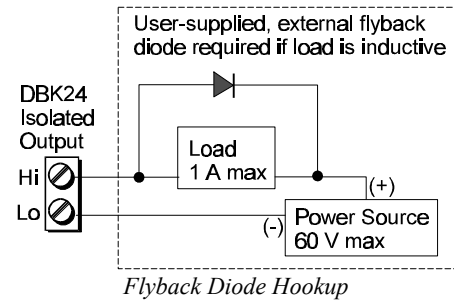 User-supplied, external flyback
diode required if load is inductive
DBK24
Isolated
Output
Hi
Lo
Load
1 A max
(+)
(-)
Power Source
60 V max
Flyback Diode Hookup